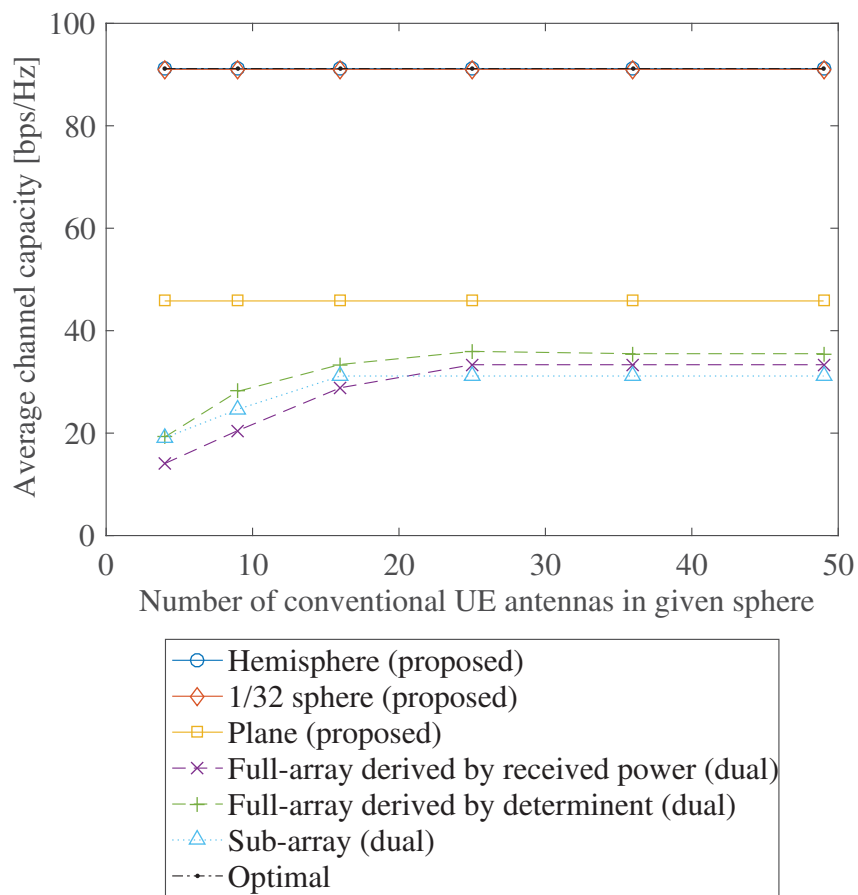 100
80
60
40
20
0
Average channel capacity [bps/Hz]
0 10 20 30 40 50
Number of conventional UE antennas in given sphere
Hemisphere (proposed)
1/32 sphere (proposed)
Plane (proposed)
Full-array derived by received power (dual)
Full-array derived by determinent (dual)
Sub-array (dual)
Optimal